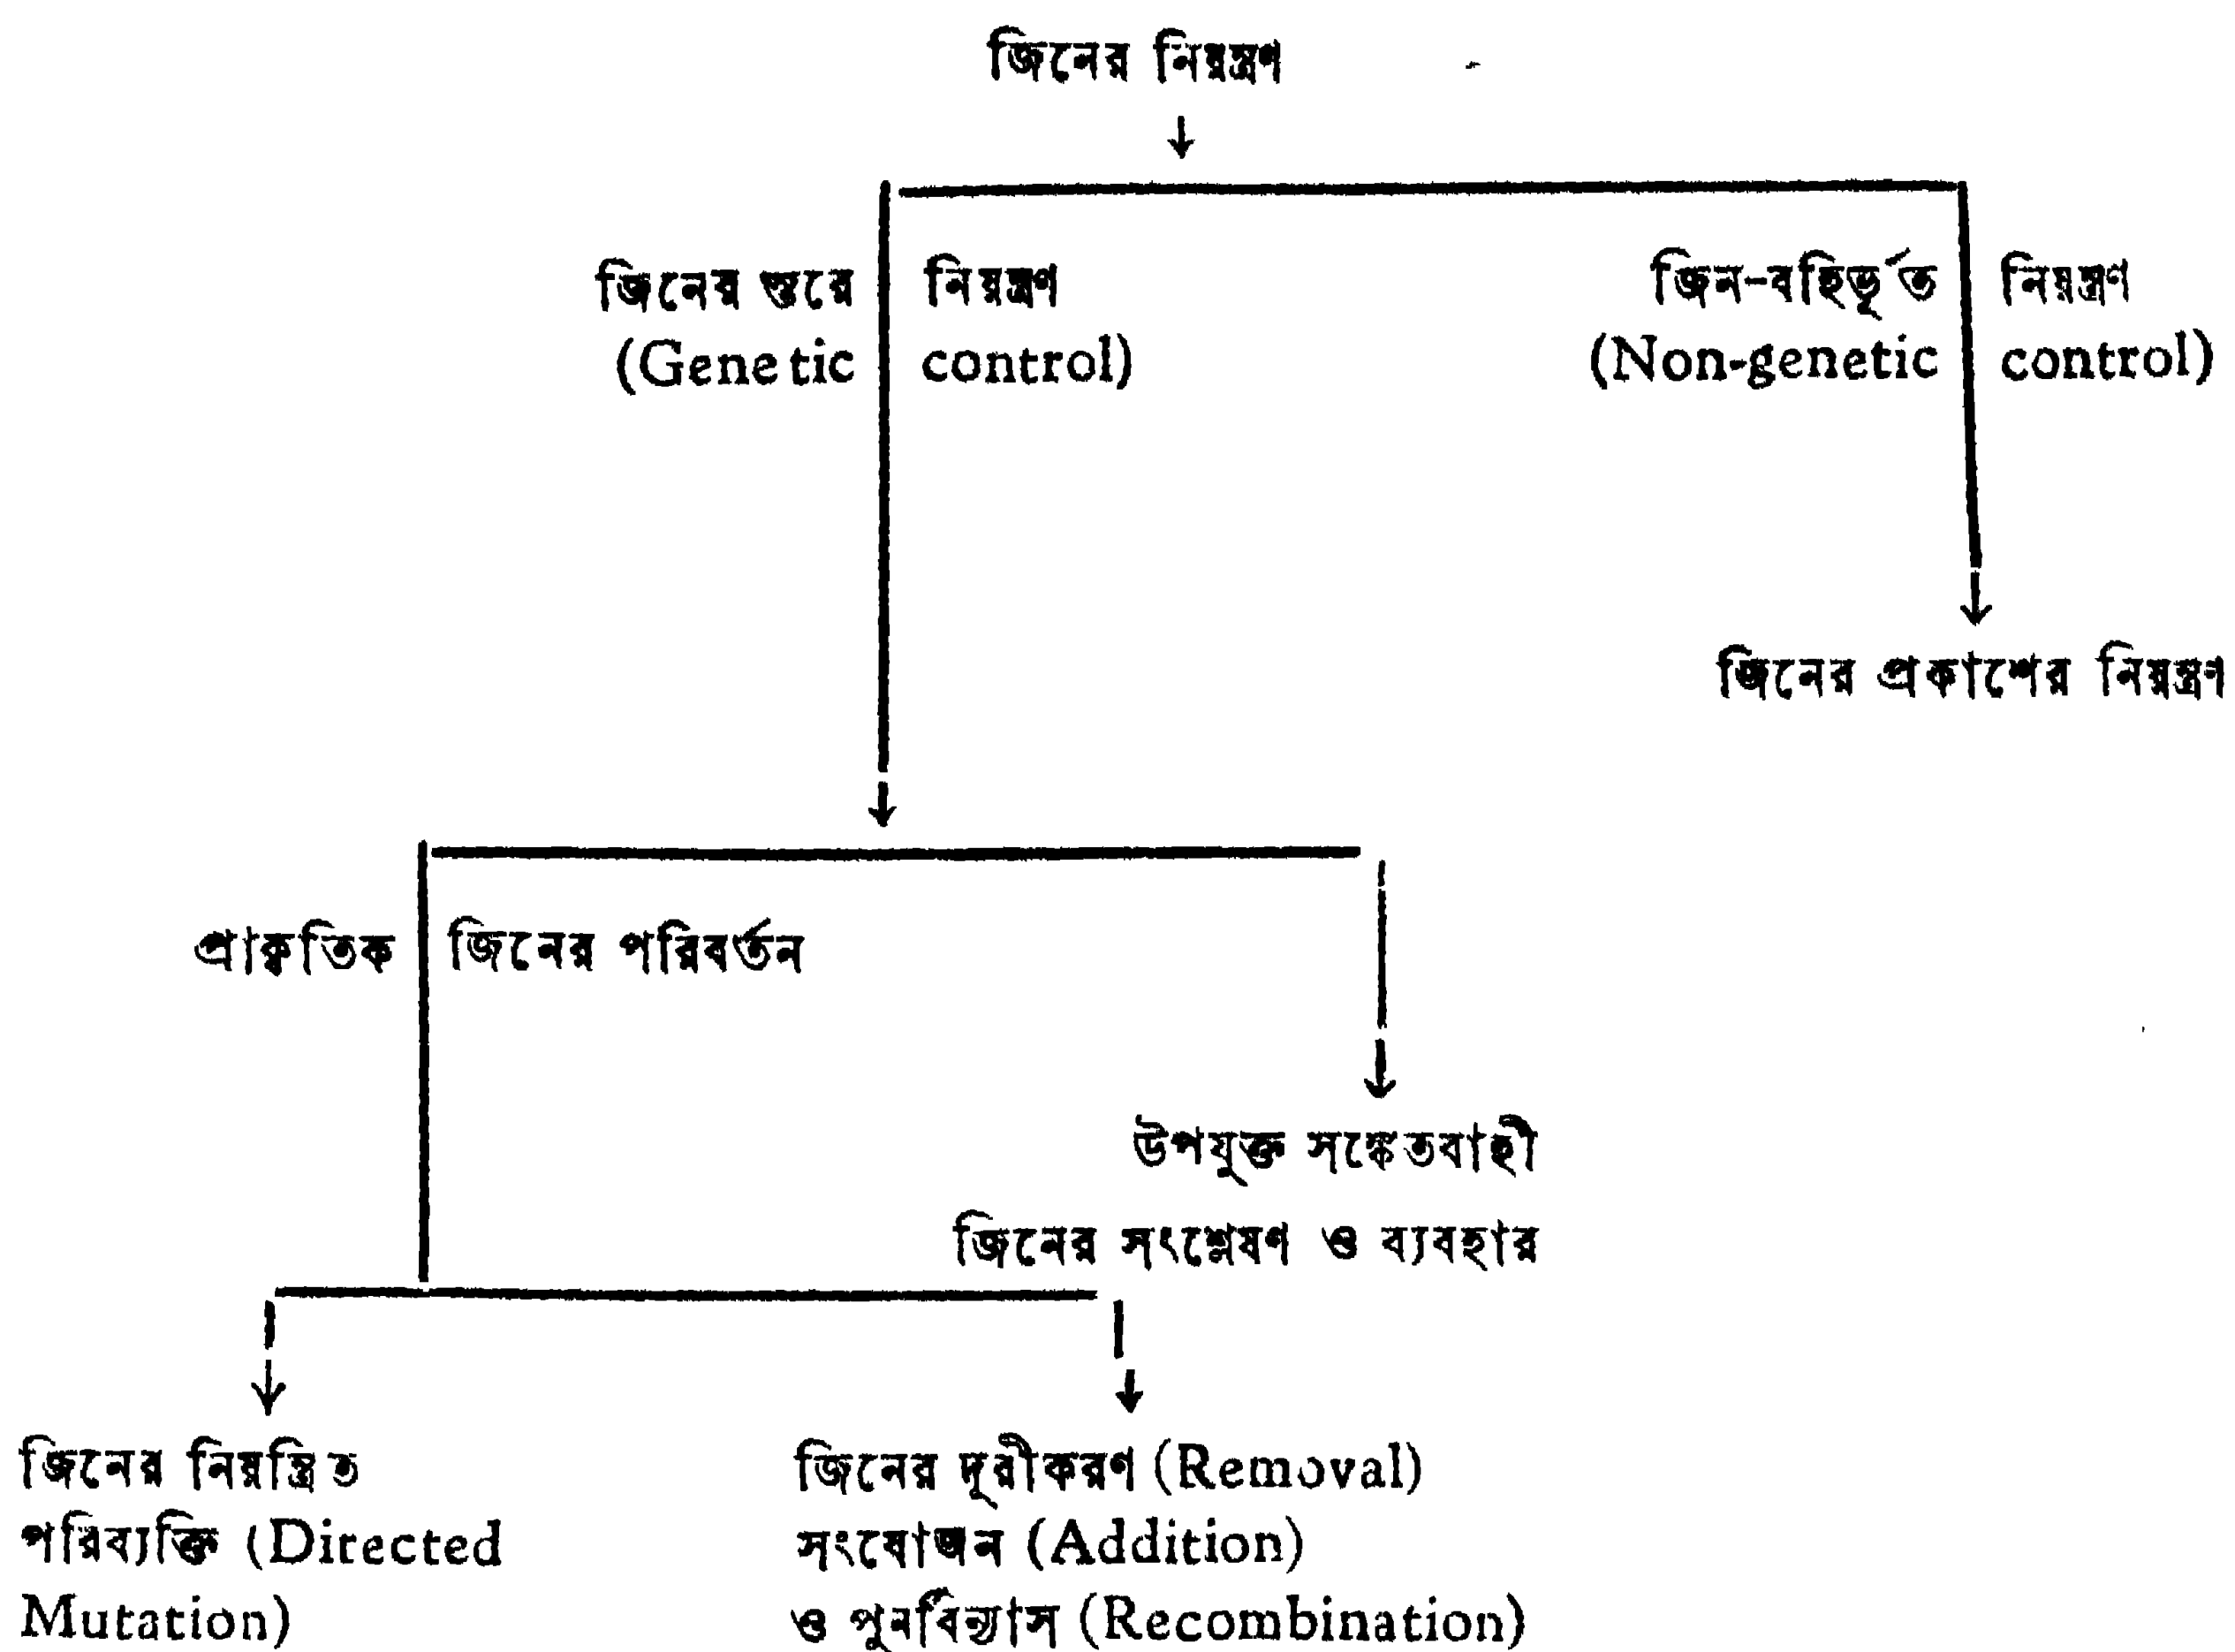 জিনের নিয়ন্ত্রণ
জিনের স্তরে নিয়ন্ত্রণ
(Genetic control)
জিন-বহির্ভূত নিয়ন্ত্রণ
(Non-genetic control)
জিনের প্রকাশের নিয়ন্ত্রণ
প্রাকৃতিক জিনের পরিবর্তন
উপযুক্ত সঙ্কেতবাহী
জিনের সংশ্লেষণ ও ব্যবহার
জিনের নিয়ন্ত্রিত
পরিব্যক্তি (Directed
Mutation)
জিনের দূরীকরণ (Removal)
সংযোজন (Addition)
ও পুনর্বিন্যাস (Recombination)